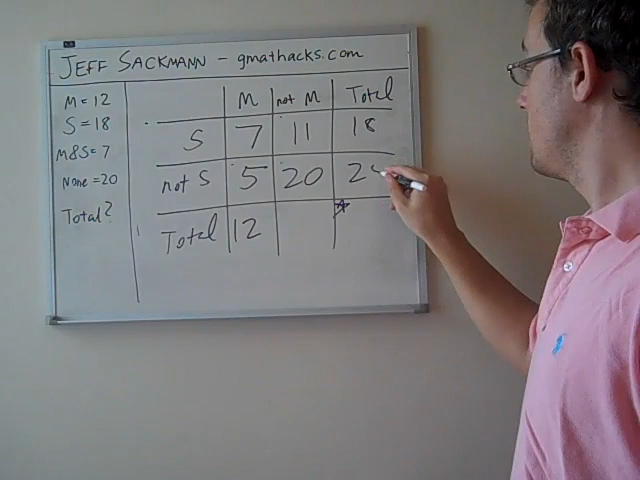 JEFF SACKMANN - gmathacks.com
M = 12
S = 18
M&S = 7
None = 20
Total?
M not M Total
S 7 11 18
not S 5 20
Total 12